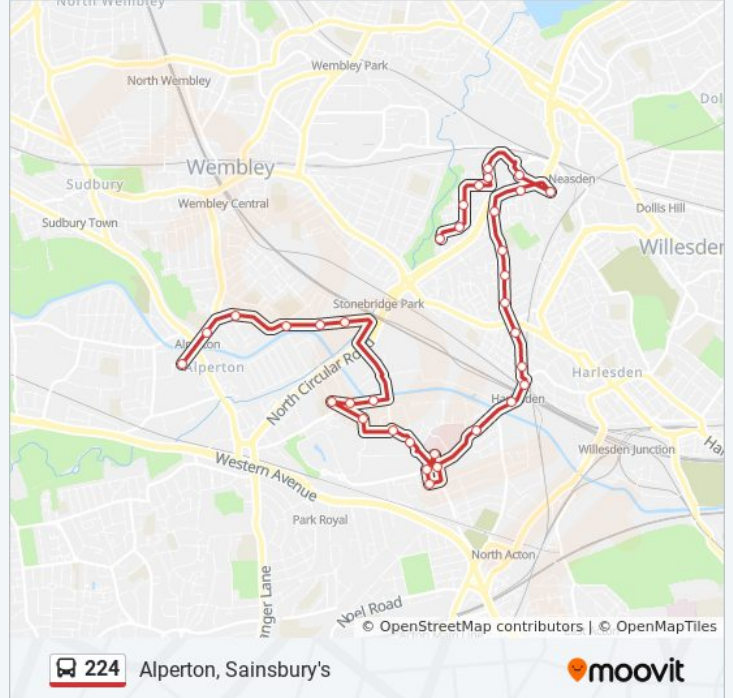 North Wembley
Wembley Park
North Wembley
Dol
Wembley
Sudbury
Neasden
Wembley Central
Dollis Hill
Sudbury Town
Willesden
Stonebridge Park
Alperton
Alperton
North Circular Road
Harlesden
Harlesden
Willesden Junction
Western Avenue
Park Royal
North Acton
anger Lane
Noel Road
© OpenStreetMap contributors | © OpenMapTiles
224 Alperton, Sainsbury's
moovit